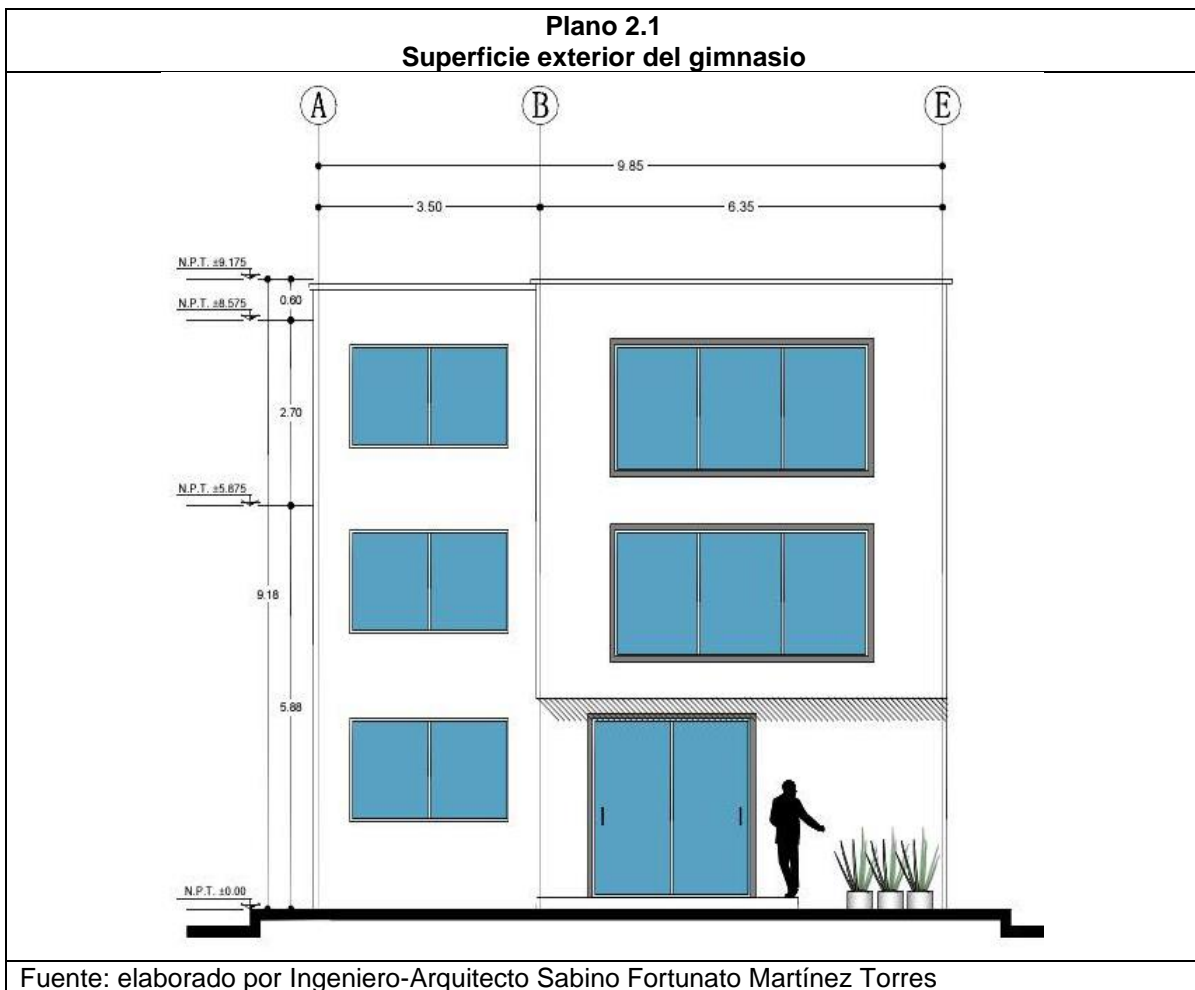 Plano 2.1
Superficie exterior del gimnasio
A B E
9.85
3.50 6.35
N.P.T. ±9.175
0.60
N.P.T. ±8.575
2.70
N.P.T. ±5.875
9.18
5.88
N.P.T. ±0.00
Fuente: elaborado por Ingeniero-Arquitecto Sabino Fortunato Martínez Torres